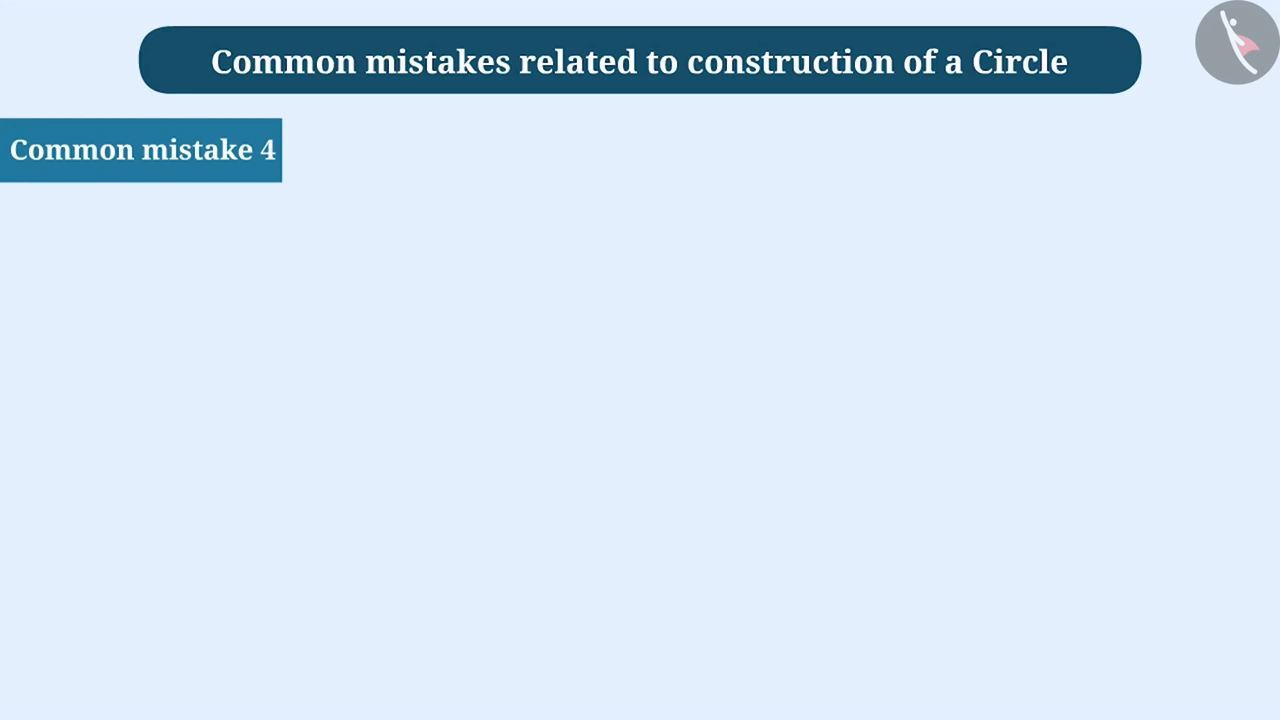 Common mistakes related to construction of a Circle
Common mistake 4